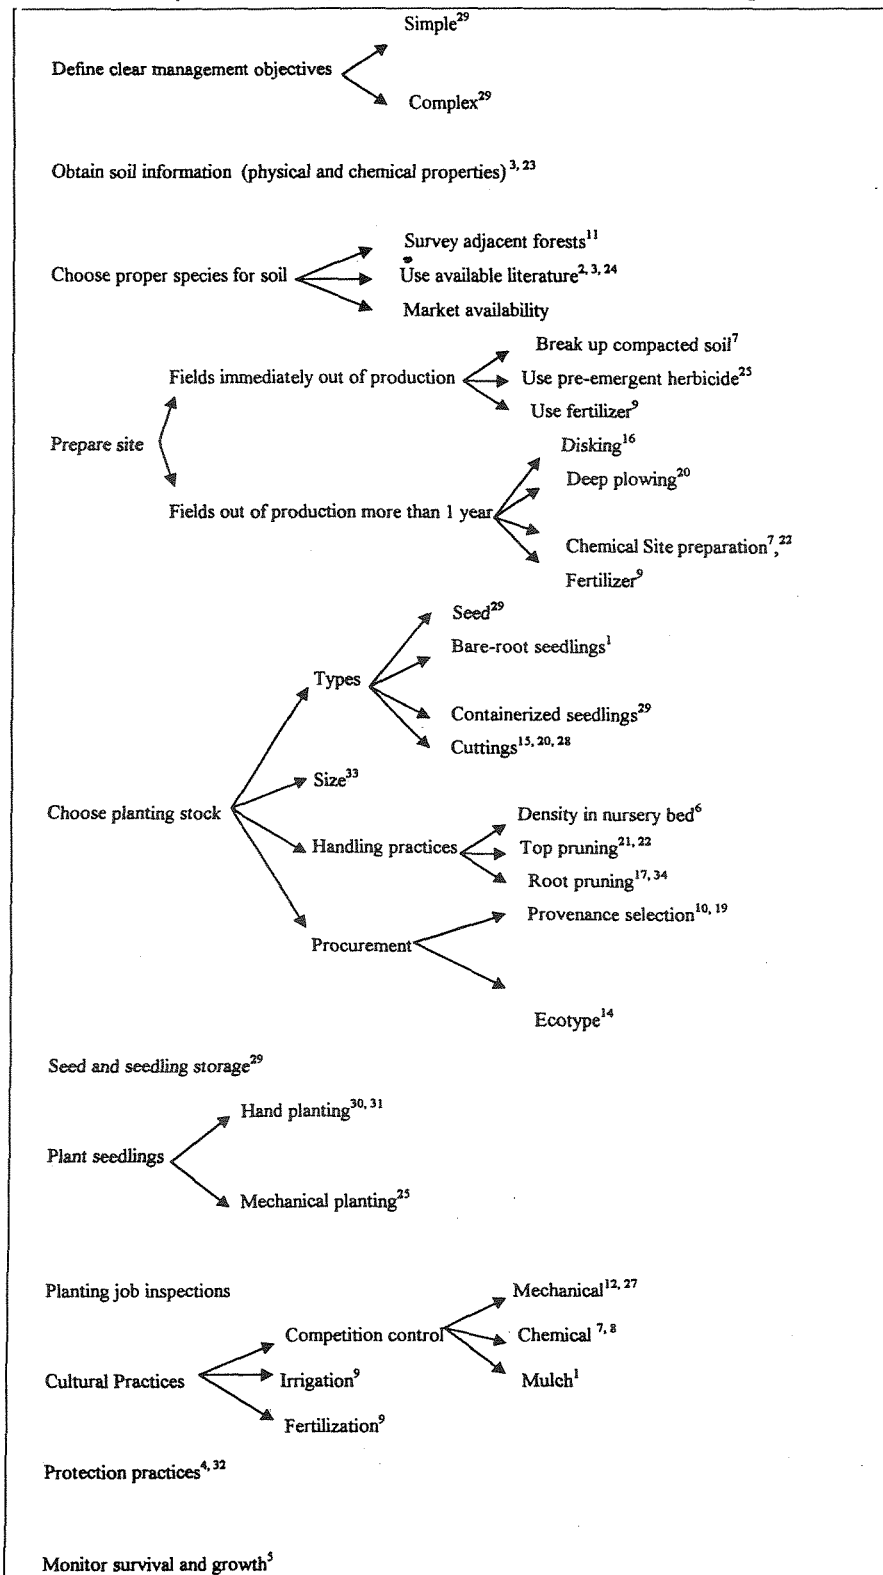 Simple²⁹
Define clear management objectives
Complex²⁹
Obtain soil information (physical and chemical properties)³,²³
Survey adjacent forests¹¹
Choose proper species for soil
Use available literature²,³,²⁴
Market availability
Break up compacted soil⁷
Fields immediately out of production
Use pre-emergent herbicide²⁵
Use fertilizer⁹
Prepare site
Disking¹⁶
Deep plowing²⁰
Fields out of production more than 1 year
Chemical Site preparation⁷,²²
Fertilizer⁹
Seed²⁹
Bare-root seedlings¹
Types
Containerized seedlings²⁹
Cuttings¹⁵,²⁰,²⁸
Size³³
Choose planting stock
Density in nursery bed⁶
Handling practices
Top pruning²¹,²²
Root pruning¹⁷,³⁴
Provenance selection¹⁰,¹⁹
Procurement
Ecotype¹⁴
Seed and seedling storage²⁹
Hand planting³⁰,³¹
Plant seedlings
Mechanical planting²⁵
Planting job inspections
Mechanical¹²,²⁷
Competition control
Chemical ⁷,⁸
Cultural Practices
Irrigation⁹
Mulch¹
Fertilization⁹
Protection practices⁴,³²
Monitor survival and growth⁵